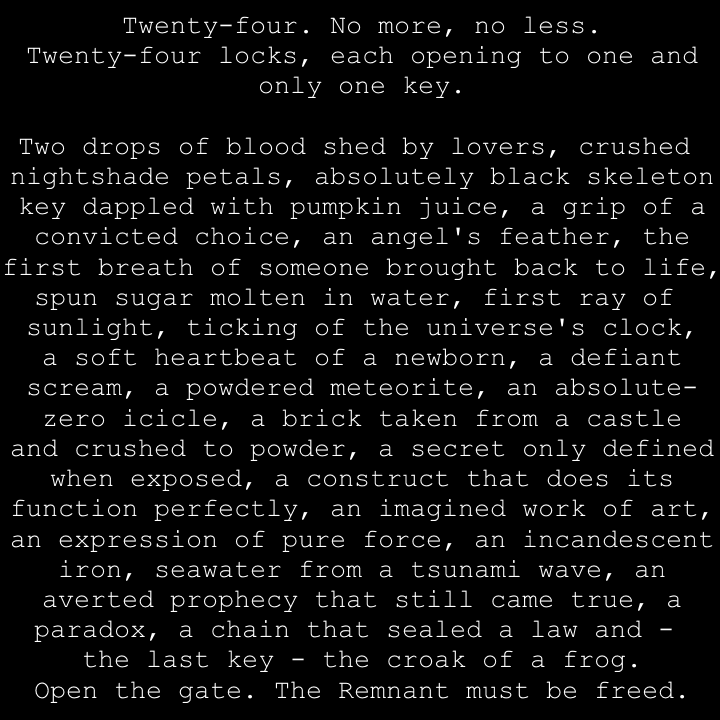 Twenty-four. No more, no less.
Twenty-four locks, each opening to one and
only one key.
Two drops of blood shed by lovers, crushed
nightshade petals, absolutely black skeleton
key dappled with pumpkin juice, a grip of a
convicted choice, an angel's feather, the
first breath of someone brought back to life,
spun sugar molten in water, first ray of
sunlight, ticking of the universe's clock,
a soft heartbeat of a newborn, a defiant
scream, a powdered meteorite, an absolute-
zero icicle, a brick taken from a castle
and crushed to powder, a secret only defined
when exposed, a construct that does its
function perfectly, an imagined work of art,
an expression of pure force, an incandescent
iron, seawater from a tsunami wave, an
averted prophecy that still came true, a
paradox, a chain that sealed a law and -
the last key - the croak of a frog.
Open the gate. The Remnant must be freed.